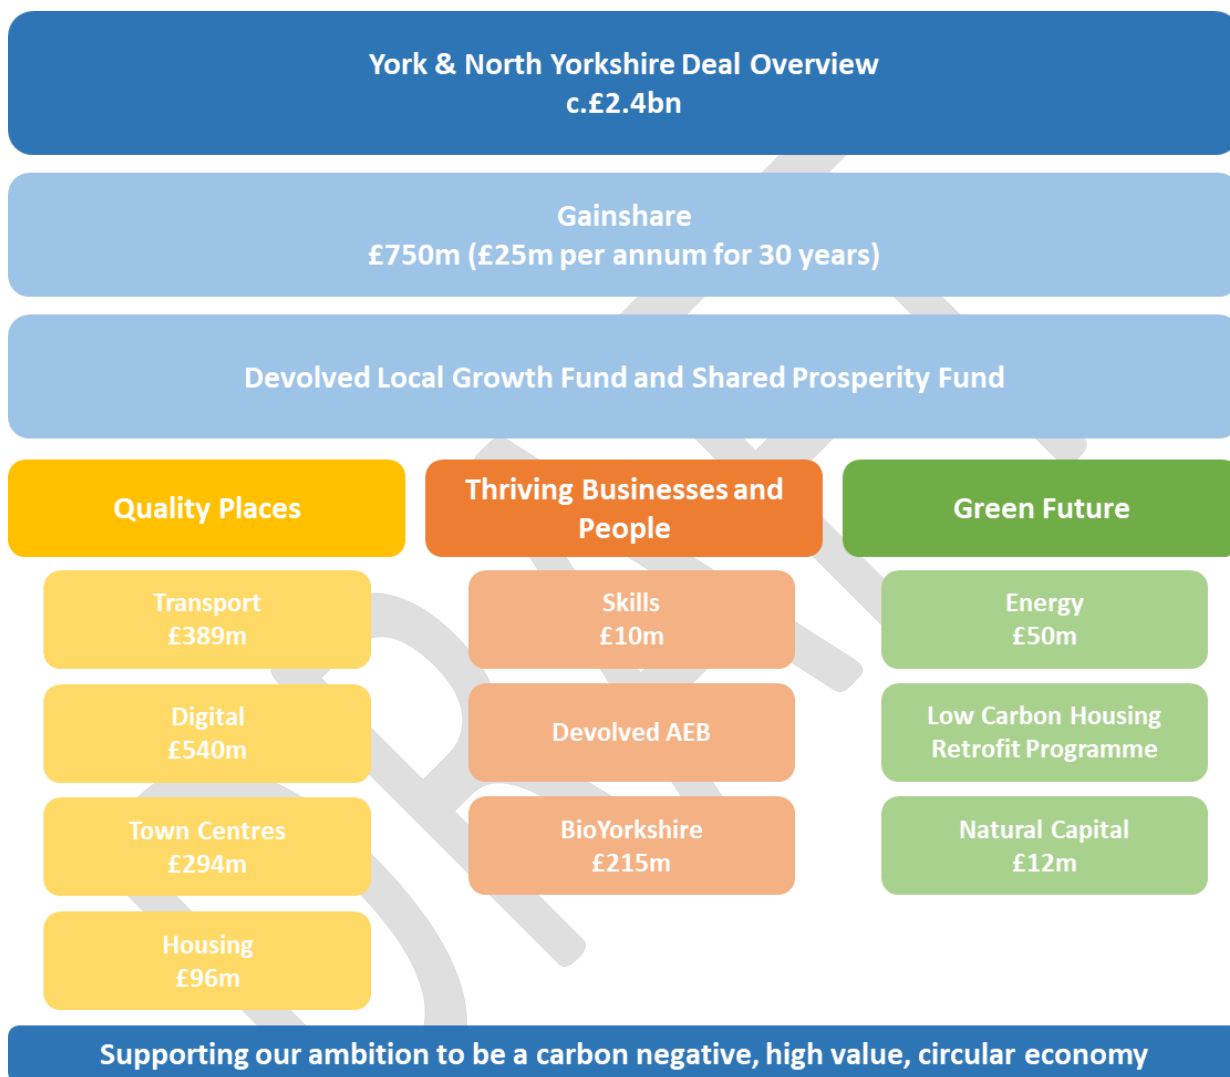 York & North Yorkshire Deal Overview
c.£2.4bn
Gainshare
£750m (£25m per annum for 30 years)
Devolved Local Growth Fund and Shared Prosperity Fund
Quality Places
Transport
£389m
Digital
£540m
Town Centres
£294m
Housing
£96m
Thriving Businesses and
People
Skills
£10m
Devolved AEB
BioYorkshire
£215m
Green Future
Energy
£50m
Low Carbon Housing
Retrofit Programme
Natural Capital
£12m
Supporting our ambition to be a carbon negative, high value, circular economy
DRAFT